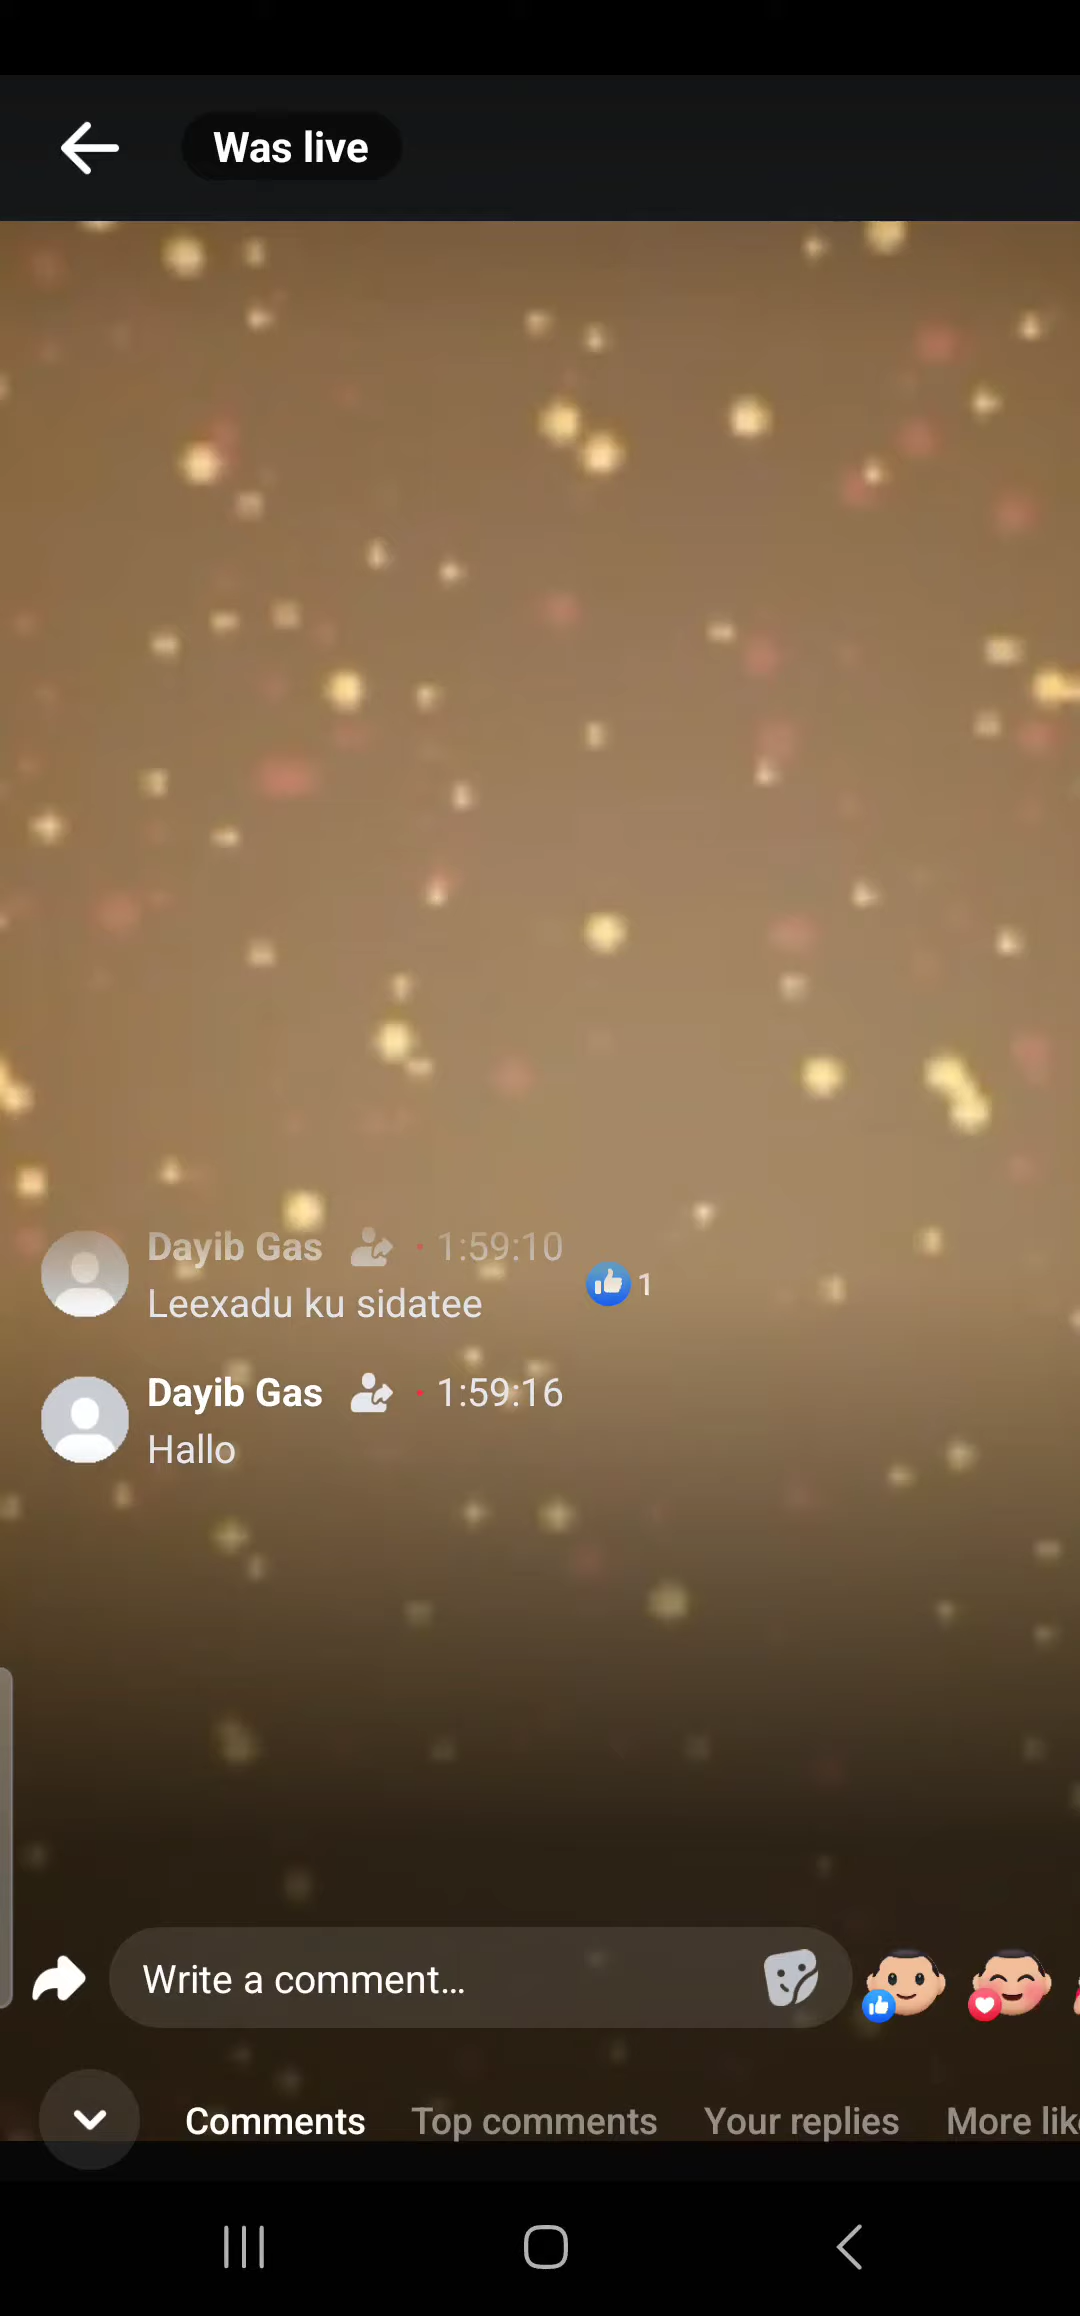 Was live
Dayib Gas · 1:59:10
Leexadu ku sidatee
1
Dayib Gas · 1:59:16
Hallo
Write a comment...
Comments Top comments Your replies More lik